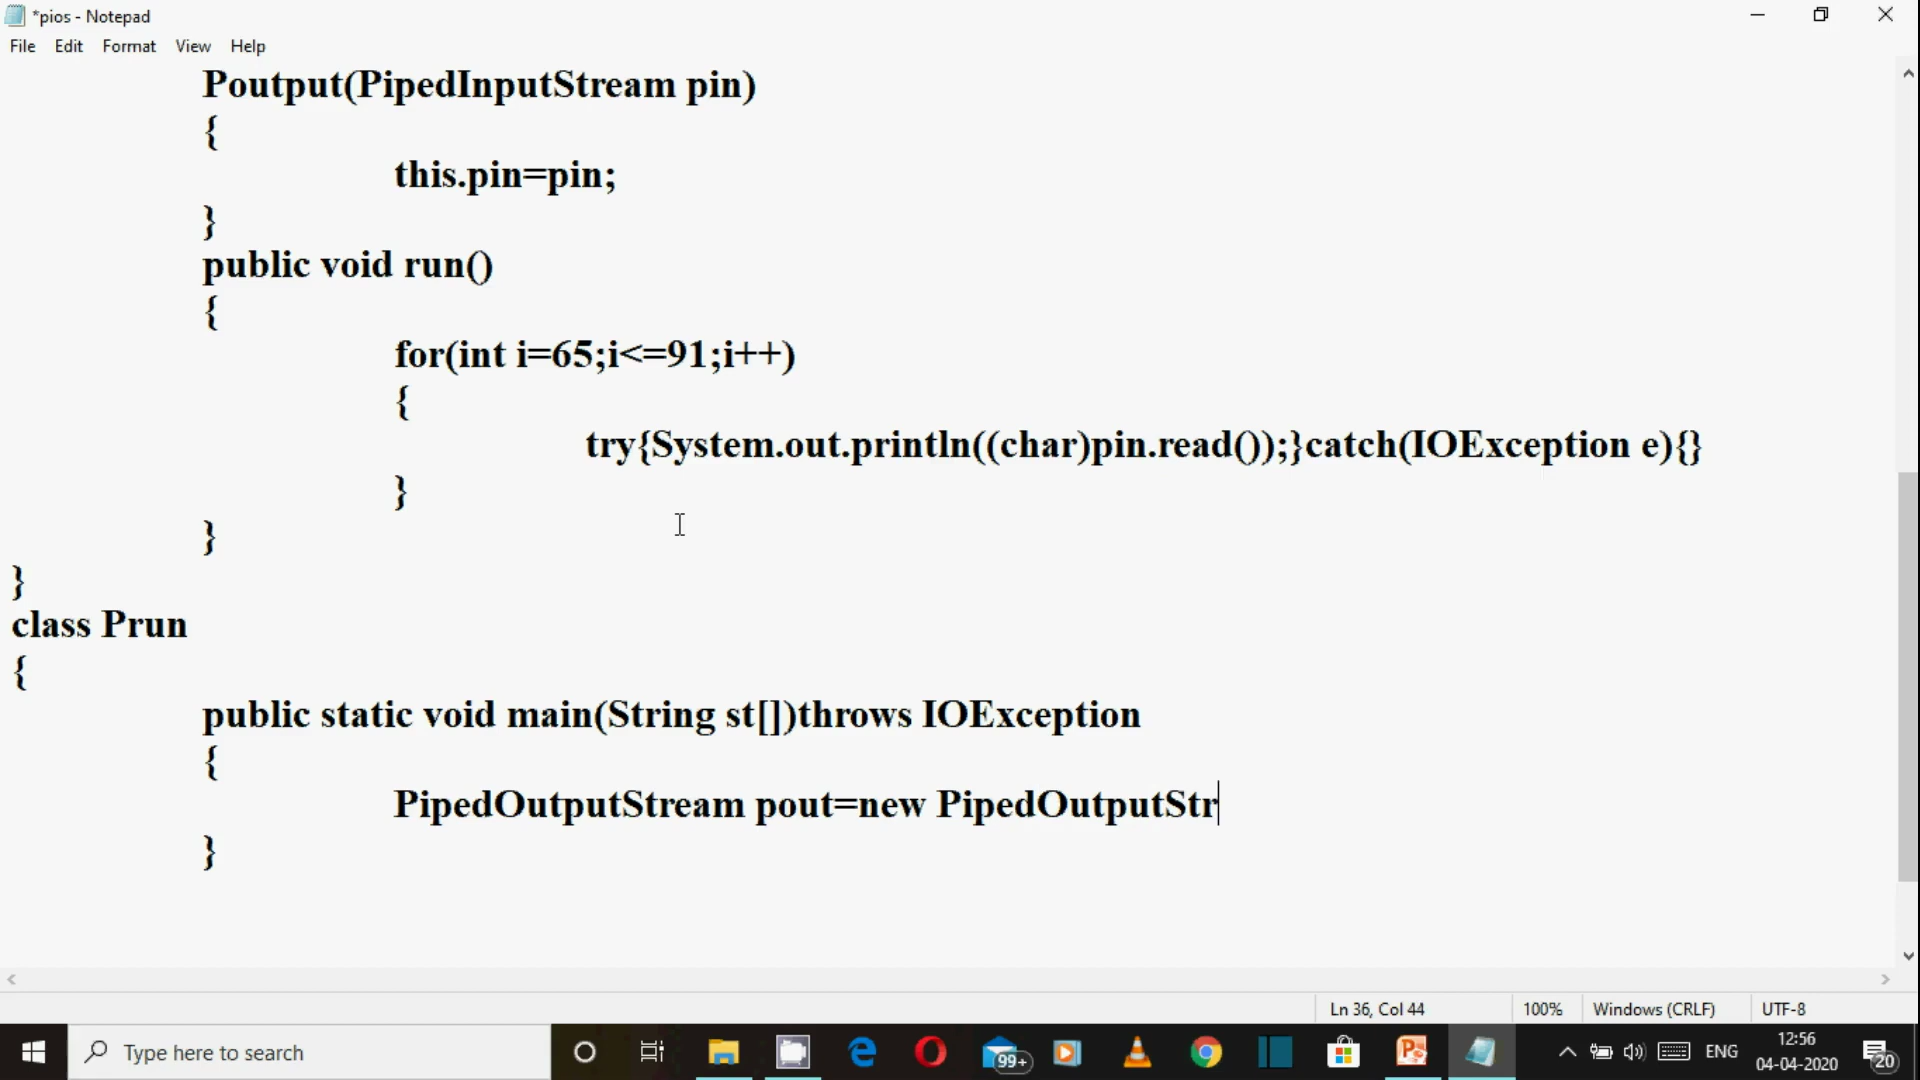 *pios - Notepad
File Edit Format View Help
Poutput(PipedInputStream pin)
{
this.pin=pin;
}
public void run()
{
for(int i=65;i<=91;i++)
{
try{System.out.println((char)pin.read());}catch(IOException e){}
}
}
}
class Prun
{
public static void main(String st[])throws IOException
{
PipedOutputStream pout=new PipedOutputStr
}
Ln 36, Col 44 100% Windows (CRLF) UTF-8
Type here to search 99+ ENG 12:56 20
04-04-2020